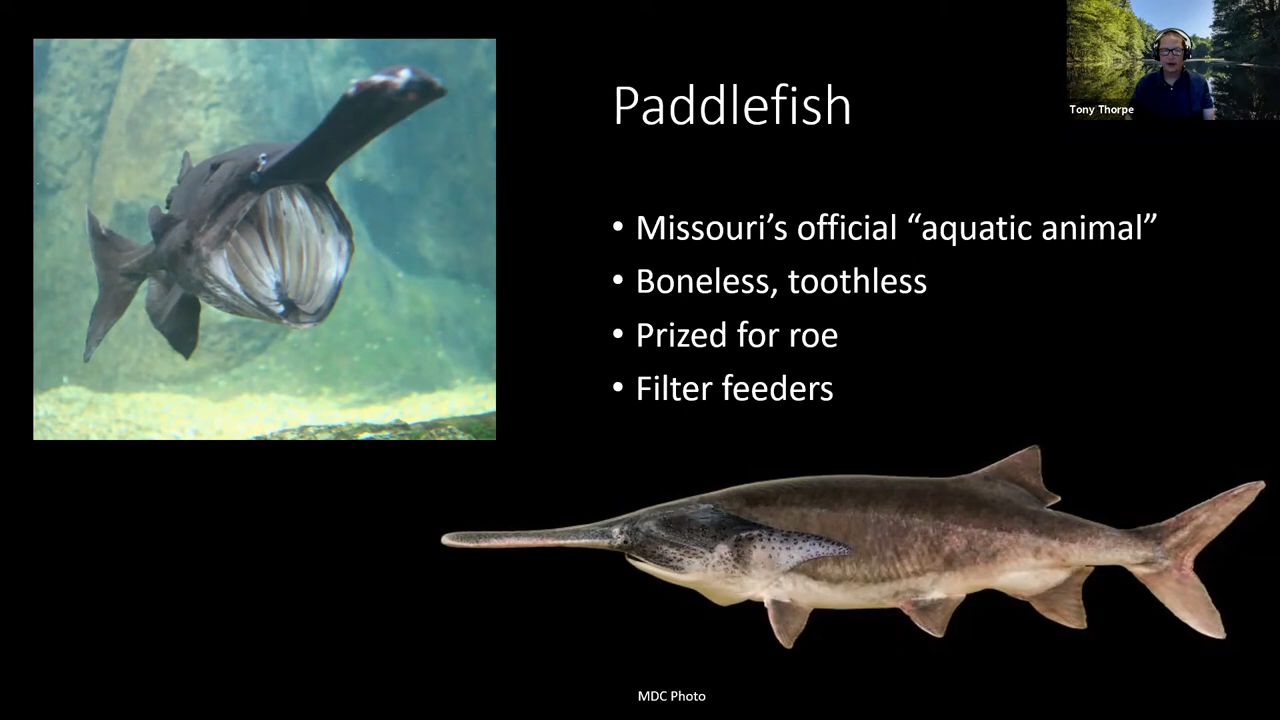 Paddlefish
Tony Thorpe
• Missouri’s official “aquatic animal”
• Boneless, toothless
• Prized for roe
• Filter feeders
MDC Photo